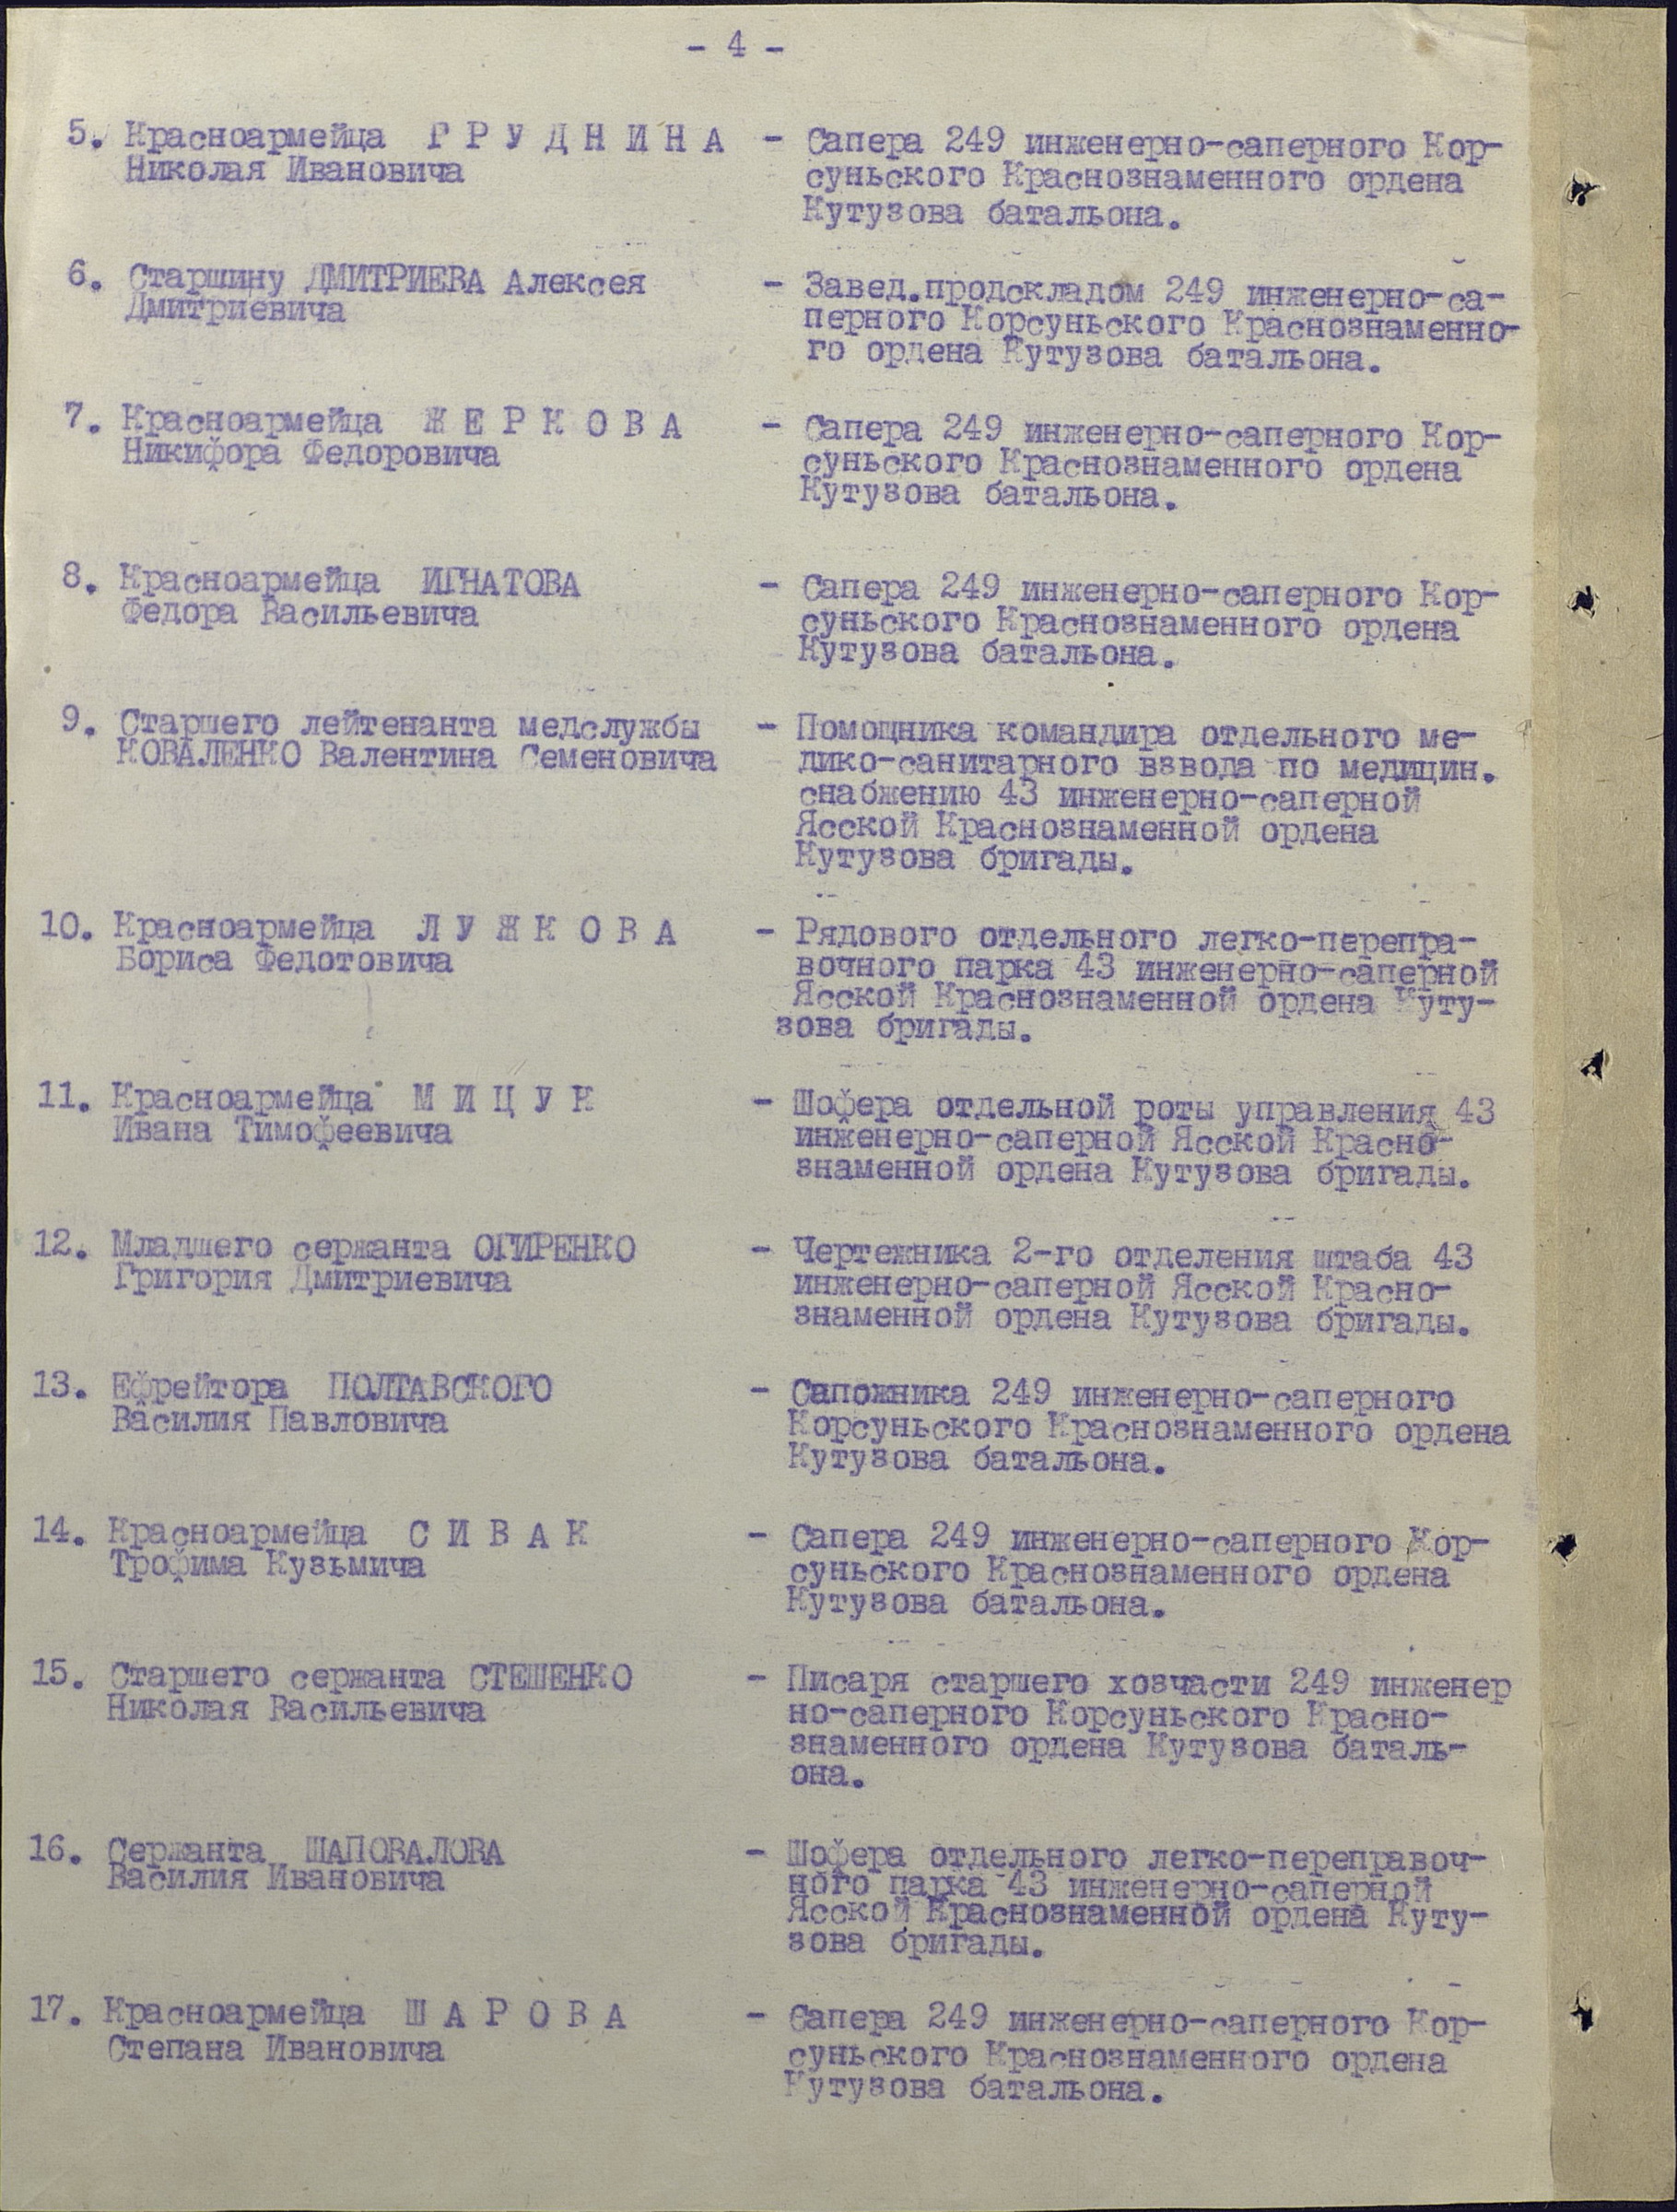 - 4 -
5. Красноармейца Г Р У Д Н И Н А - Сапера 249 инженерно-саперного Кор-
Николая Ивановича суньского Краснознаменного ордена
Кутузова батальона.
6. Старшину ДМИТРИЕВА Алексея - Завед.продскладом 249 инженерно-са-
Дмитриевича перного Корсуньского Краснознаменно-
го ордена Кутузова батальона.
7. Красноармейца Ж Е Р К О В А - Сапера 249 инженерно-саперного Кор-
Никифора Федоровича суньского Краснознаменного ордена
Кутузова батальона.
8. Красноармейца ИГНАТОВА - Сапера 249 инженерно-саперного Кор-
Федора Васильевича суньского Краснознаменного ордена
Кутузова батальона.
9. Старшего лейтенанта медслужбы - Помощника командира отдельного ме-
КОВАЛЕНКО Валентина Семеновича дико-санитарного взвода по медицин.
снабжению 43 инженерно-саперной
Ясской Краснознаменной ордена
Кутузова бригады.
10. Красноармейца Л У Ж К О В А - Рядового отдельного легко-перепра-
Бориса Федотовича вочного парка 43 инженерно-саперной
Ясской Краснознаменной ордена Куту-
зова бригады.
11. Красноармейца М И Ц У К - Шофера отдельной роты управления 43
Ивана Тимофеевича инженерно-саперной Ясской Красно-
знаменной ордена Кутузова бригады.
12. Младшего сержанта ОГИРЕНКО - Чертежника 2-го отделения штаба 43
Григория Дмитриевича инженерно-саперной Ясской Красно-
знаменной ордена Кутузова бригады.
13. Ефрейтора ПОЛТАВСКОГО - Сапожника 249 инженерно-саперного
Василия Павловича Корсуньского Краснознаменного ордена
Кутузова батальона.
14. Красноармейца С И В А К - Сапера 249 инженерно-саперного Кор-
Трофима Кузьмича суньского Краснознаменного ордена
Кутузова батальона.
15. Старшего сержанта СТЕШЕНКО - Писаря старшего хозчасти 249 инженер
Николая Васильевича но-саперного Корсуньского Красно-
знаменного ордена Кутузова баталь-
она.
16. Сержанта ШАПОВАЛОВА - Шофера отдельного легко-переправоч-
Василия Ивановича ного парка 43 инженерно-саперной
Ясской Краснознаменной ордена Куту-
зова бригады.
17. Красноармейца Ш А Р О В А - Сапера 249 инженерно-саперного Кор-
Степана Ивановича суньского Краснознаменного ордена
Кутузова батальона.